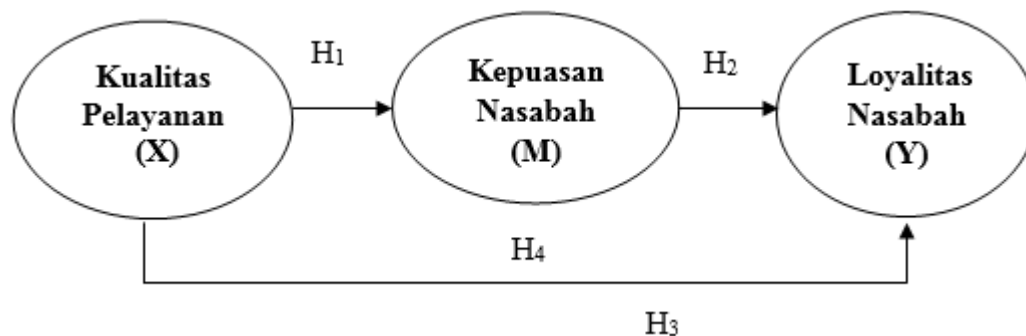 Kualitas
Pelayanan
(X)
H₁
Kepuasan
Nasabah
(M)
H₂
Loyalitas
Nasabah
(Y)
H₄
H₃